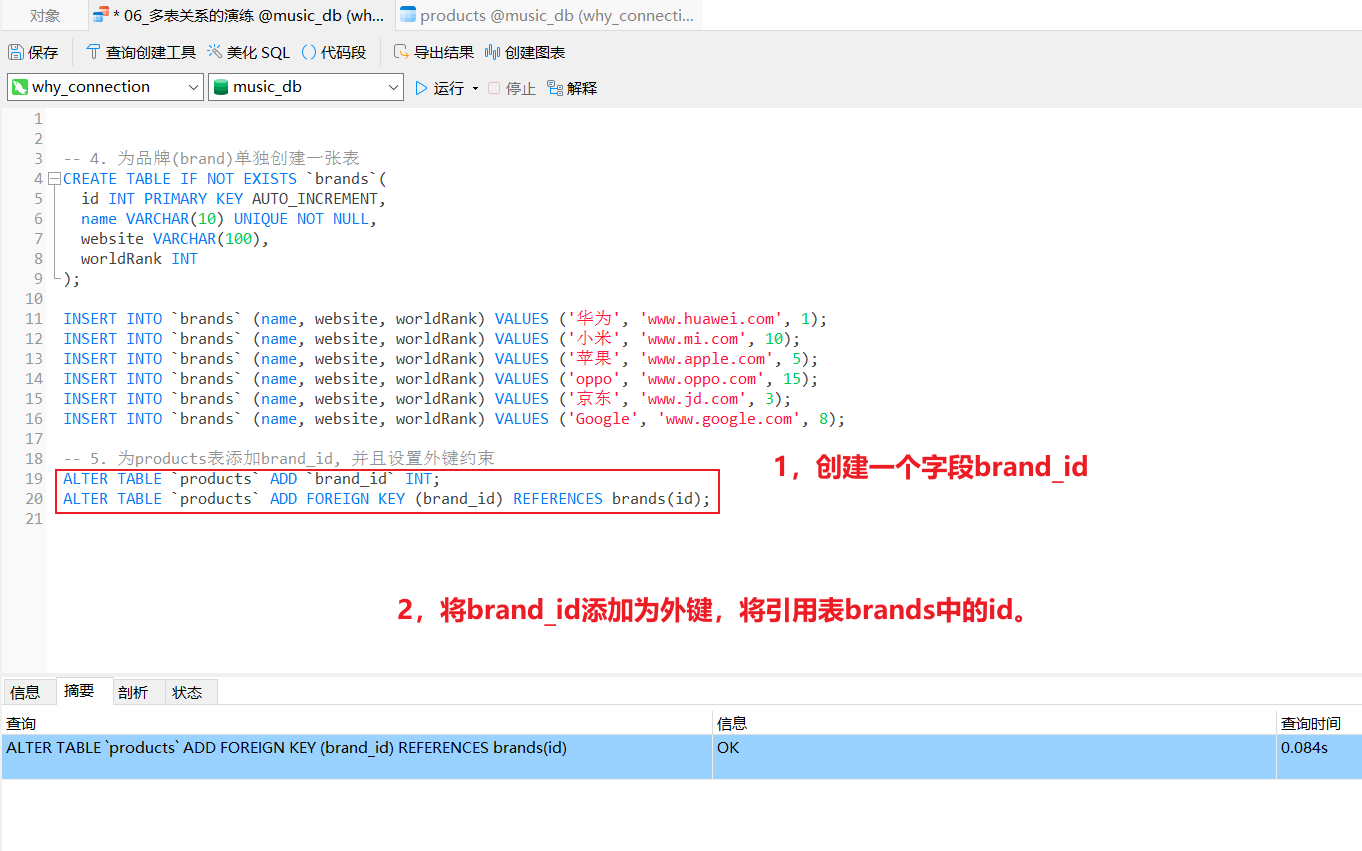 对象
* 06_多表关系的演练 @music_db (wh...
products @music_db (why_connecti...
保存 查询创建工具 美化 SQL () 代码段 导出结果 创建图表
why_connection music_db 运行 停止 解释
1
2
3 -- 4. 为品牌(brand)单独创建一张表
4 CREATE TABLE IF NOT EXISTS `brands`(
5 id INT PRIMARY KEY AUTO_INCREMENT,
6 name VARCHAR(10) UNIQUE NOT NULL,
7 website VARCHAR(100),
8 worldRank INT
9 );
10
11 INSERT INTO `brands` (name, website, worldRank) VALUES ('华为', 'www.huawei.com', 1);
12 INSERT INTO `brands` (name, website, worldRank) VALUES ('小米', 'www.mi.com', 10);
13 INSERT INTO `brands` (name, website, worldRank) VALUES ('苹果', 'www.apple.com', 5);
14 INSERT INTO `brands` (name, website, worldRank) VALUES ('oppo', 'www.oppo.com', 15);
15 INSERT INTO `brands` (name, website, worldRank) VALUES ('京东', 'www.jd.com', 3);
16 INSERT INTO `brands` (name, website, worldRank) VALUES ('Google', 'www.google.com', 8);
17
18 -- 5. 为products表添加brand_id, 并且设置外键约束
19 ALTER TABLE `products` ADD `brand_id` INT;
20 ALTER TABLE `products` ADD FOREIGN KEY (brand_id) REFERENCES brands(id);
21
1，创建一个字段brand_id
2，将brand_id添加为外键，将引用表brands中的id。
信息 摘要 剖析 状态
查询 信息 查询时间
ALTER TABLE `products` ADD FOREIGN KEY (brand_id) REFERENCES brands(id) OK 0.084s